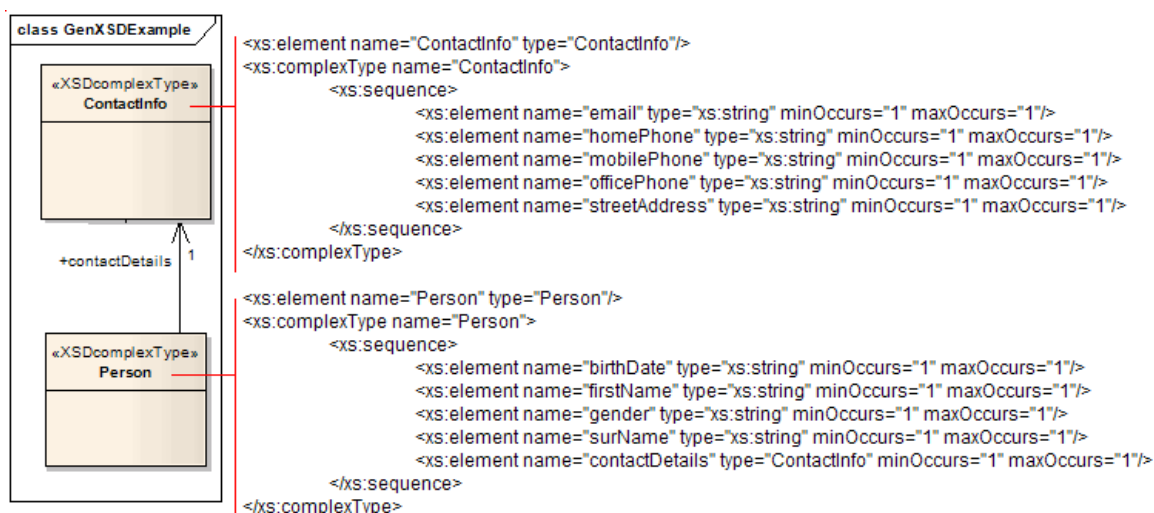 class GenXSDExample
«XSDcomplexType»
ContactInfo
+contactDetails 1
«XSDcomplexType»
Person
<xs:element name="ContactInfo" type="ContactInfo"/>
<xs:complexType name="ContactInfo">
<xs:sequence>
<xs:element name="email" type="xs:string" minOccurs="1" maxOccurs="1"/>
<xs:element name="homePhone" type="xs:string" minOccurs="1" maxOccurs="1"/>
<xs:element name="mobilePhone" type="xs:string" minOccurs="1" maxOccurs="1"/>
<xs:element name="officePhone" type="xs:string" minOccurs="1" maxOccurs="1"/>
<xs:element name="streetAddress" type="xs:string" minOccurs="1" maxOccurs="1"/>
</xs:sequence>
</xs:complexType>
<xs:element name="Person" type="Person"/>
<xs:complexType name="Person">
<xs:sequence>
<xs:element name="birthDate" type="xs:string" minOccurs="1" maxOccurs="1"/>
<xs:element name="firstName" type="xs:string" minOccurs="1" maxOccurs="1"/>
<xs:element name="gender" type="xs:string" minOccurs="1" maxOccurs="1"/>
<xs:element name="surName" type="xs:string" minOccurs="1" maxOccurs="1"/>
<xs:element name="contactDetails" type="ContactInfo" minOccurs="1" maxOccurs="1"/>
</xs:sequence>
</xs:complexType>